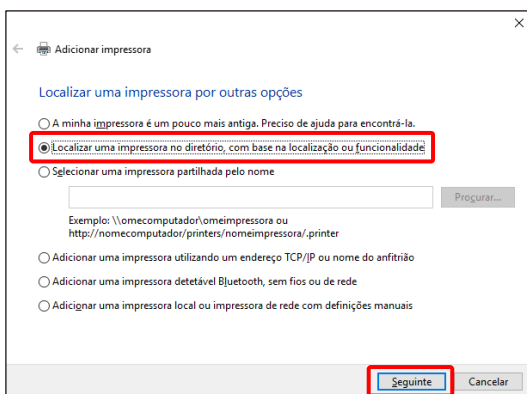 Adicionar impressora
Localizar uma impressora por outras opções
A minha impressora é um pouco mais antiga. Preciso de ajuda para encontrá-la.
Localizar uma impressora no diretório, com base na localização ou funcionalidade
Selecionar uma impressora partilhada pelo nome
Procurar...
Exemplo: \\omecomputador\omeimpressora ou
http://nomecomputador/printers/nomeimpressora/.printer
Adicionar uma impressora utilizando um endereço TCP/IP ou nome do anfitrião
Adicionar uma impressora detetável Bluetooth, sem fios ou de rede
Adicionar uma impressora local ou impressora de rede com definições manuais
Seguinte Cancelar